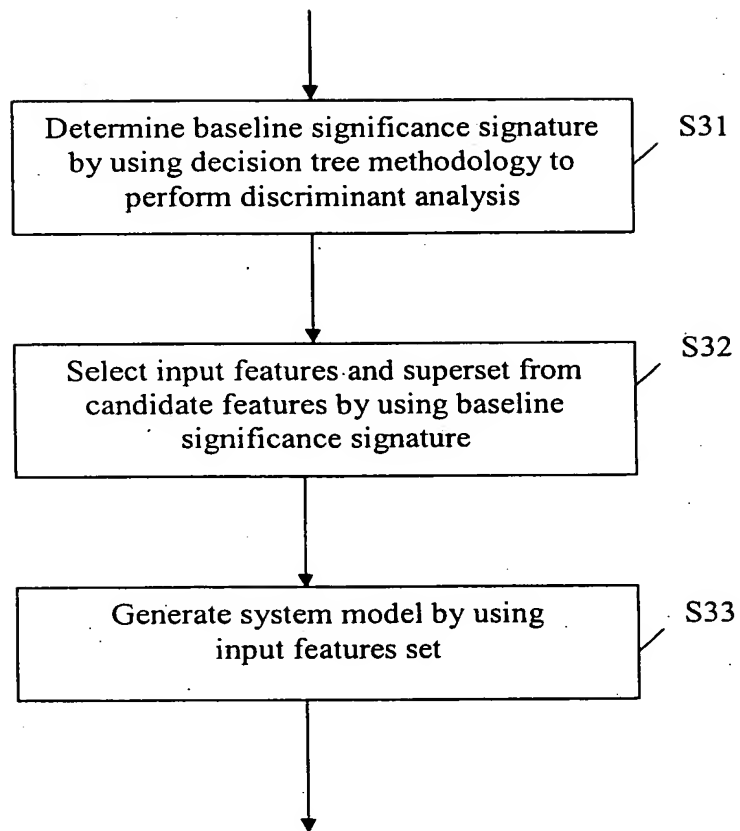 Determine baseline significance signature
by using decision tree methodology to
perform discriminant analysis
S31
Select input features and superset from
candidate features by using baseline
significance signature
S32
Generate system model by using
input features set
S33